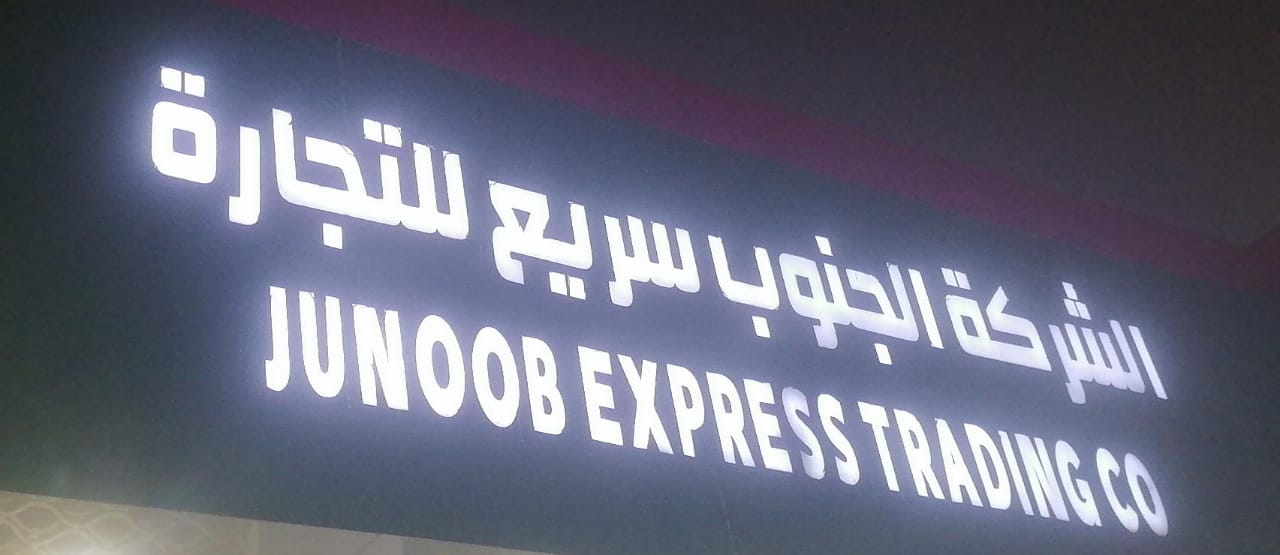 الشركة الجنوب سريع للتجارة
JUNOOB EXPRESS TRADING CO